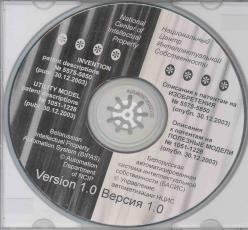 National
Center of
Intellectual
Property
INVENTION
patent descriptions
№ 5578-5850
(publ. 30.12.2003)
UTILITY MODEL
patent descriptions
№ 1051-1228
(publ. 30.12.2003)
Belarusian
Intellectual Property
Automation System (BIPAS)
© Automation
Department
of NCIP
Version 1.0
Национальный
Центр
Интеллектуальной
Собственности
Описания к патентам на
ИЗОБРЕТЕНИЯ
№ 5578-5850
(опубл. 30.12.2003)
Описания
к патентам на
ПОЛЕЗНЫЕ МОДЕЛИ
№ 1051-1228
(опубл. 30.12.2003)
Белорусская
автоматизированная
система интеллектуальной
собственности (БАСИС)
© Управление
автоматизации НЦИС
Версия 1.0